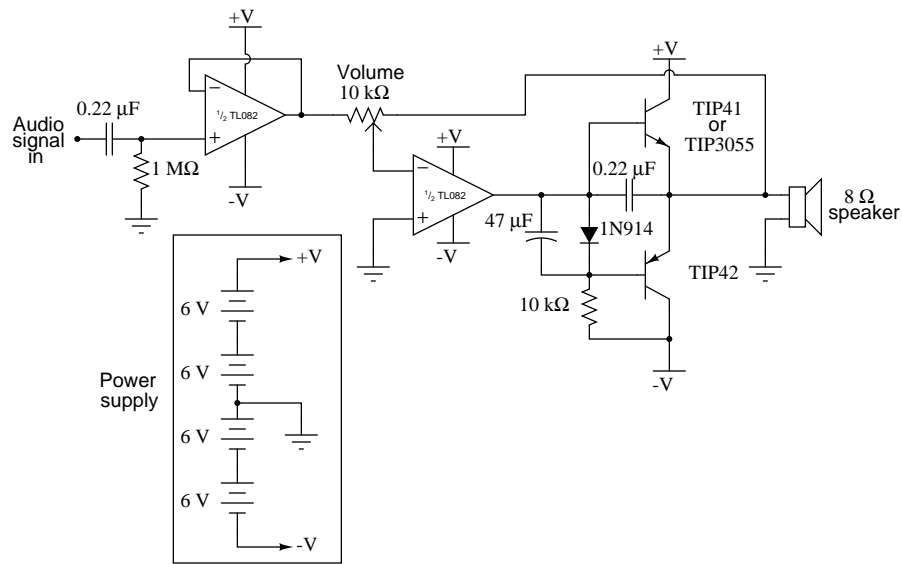 +V
0.22 μF
Audio
signal
in
1 MΩ
1/2 TL082
-
+
-V
Volume
10 kΩ
+V
1/2 TL082
-
+
-V
47 μF
0.22 μF
1N914
10 kΩ
+V
TIP41
or
TIP3055
TIP42
-V
8 Ω
speaker
Power
supply
+V
6 V
6 V
6 V
6 V
-V